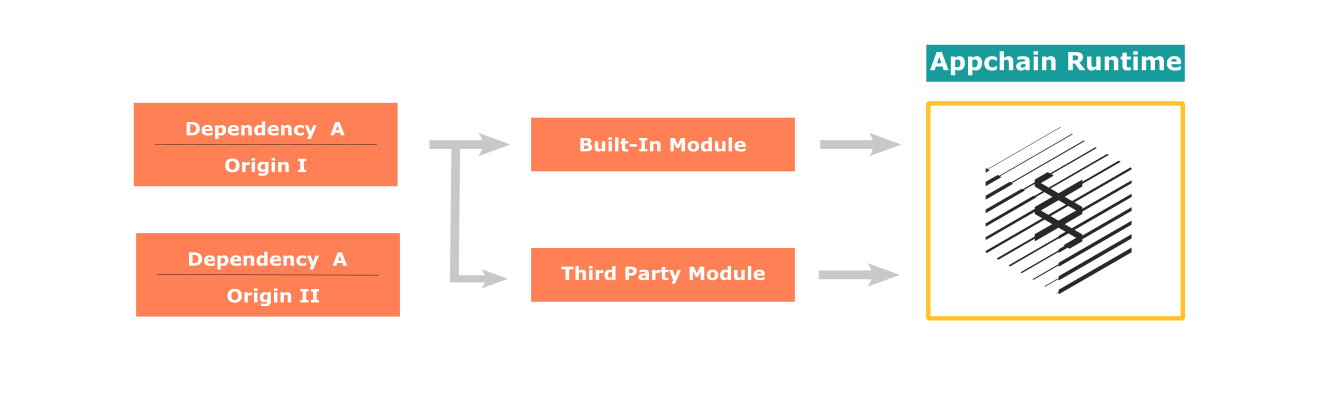 Appchain Runtime
Dependency A
Origin I
Built-In Module
Dependency A
Origin II
Third Party Module